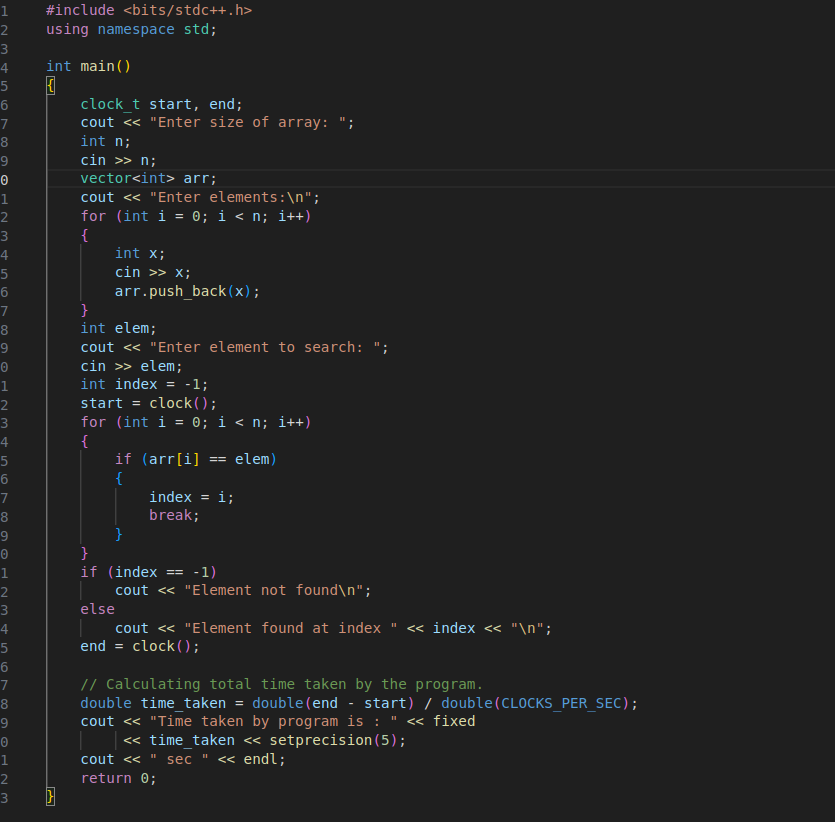 1 #include <bits/stdc++.h>
2 using namespace std;
3
4 int main()
5 {
6     clock_t start, end;
7     cout << "Enter size of array: ";
8     int n;
9     cin >> n;
0     vector<int> arr;
1     cout << "Enter elements:\n";
2     for (int i = 0; i < n; i++)
3     {
4         int x;
5         cin >> x;
6         arr.push_back(x);
7     }
8     int elem;
9     cout << "Enter element to search: ";
0     cin >> elem;
1     int index = -1;
2     start = clock();
3     for (int i = 0; i < n; i++)
4     {
5         if (arr[i] == elem)
6         {
7             index = i;
8             break;
9         }
0     }
1     if (index == -1)
2         cout << "Element not found\n";
3     else
4         cout << "Element found at index " << index << "\n";
5     end = clock();
6
7     // Calculating total time taken by the program.
8     double time_taken = double(end - start) / double(CLOCKS_PER_SEC);
9     cout << "Time taken by program is : " << fixed
0          << time_taken << setprecision(5);
1     cout << " sec " << endl;
2     return 0;
3 }